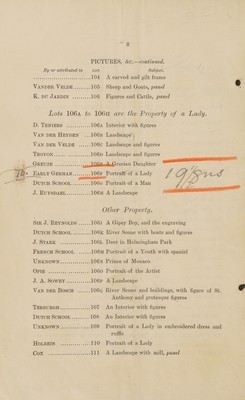 8
PICTURES, &c.—continued.
By or attributed to LOT Subject.
..................104 A carved and gilt frame
VANDER VELDE........105 Sheep and Goats, panel
K. DU JARDIN ........106 Figures and Cattle, panel
Lots 106A to 106H are the Property of a Lady.
D. TENIERS ............106A Interior with figures
VAN DER HEYDEN ...106B Landscape
VAN DER VELDE ......106C Landscape and figures
TROYON..................106D Landscape and figures
GREUZE ..................106E A Grecian Daughter
EARLY GERMAN......106F Portrait of a Lady
DUTCH SCHOOL.......106G Portrait of a Man
J. RUYSDAEL............106H A Landscape
Other Property.
SIR J. REYNOLDS ......106I A Gipsy Boy, and the engraving
DUTCH SCHOOL ......106K River Scene with boats and figures
J. STARK ...............106L Deer in Holmingham Park
FRENCH SCHOOL ......106M Portrait of a Youth with spaniel
UNKNOWN...............106N Prince of Monaco
OPIE .....................106O Portrait of the Artist
J. A. SOWEY ............106P A Landscape
VAN DER BOSCH ......106Q River Scene and buildings, with figure of St.
Anthony and grotesque figures
TERBURGH...............107 An Interior with figures
DUTCH SCHOOL.........108 An Interior with figures
UNKNOWN...............109 Portrait of a Lady in embroidered dress and
ruffle
HOLBEIN ...............110 Portrait of a Lady
COX .....................111 A Landscape with mill, panel